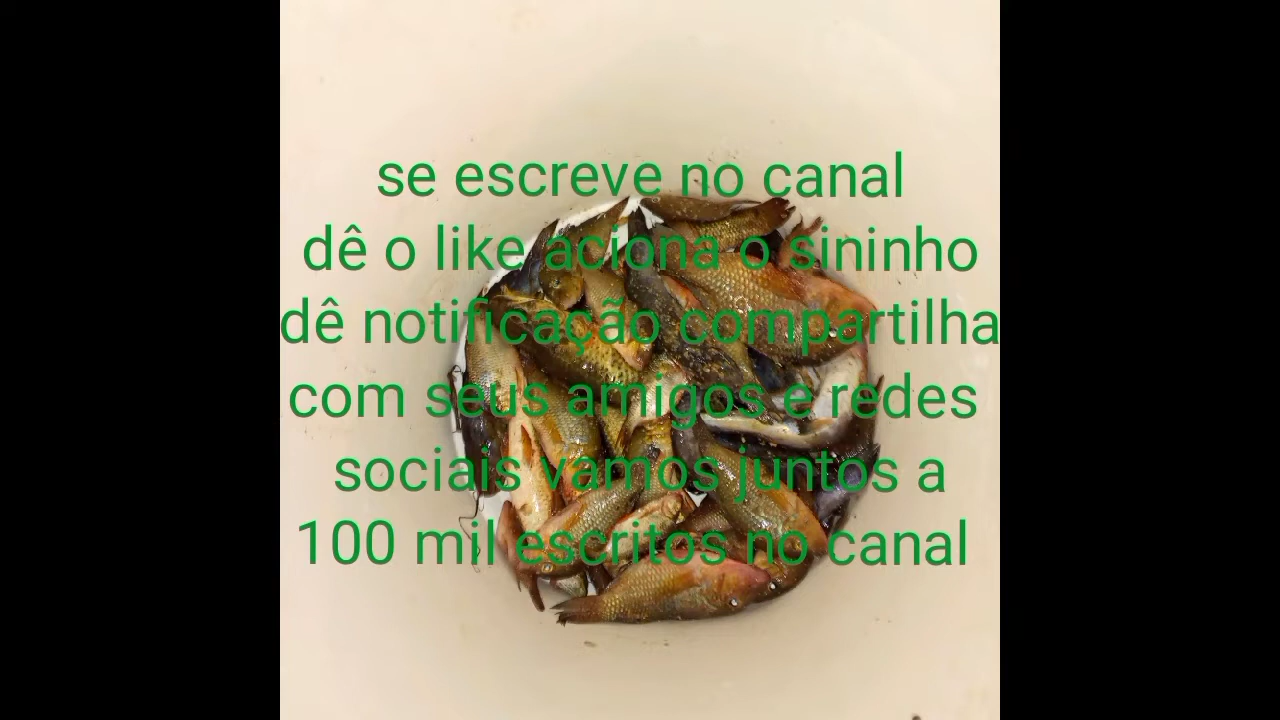 se escreve no canal
dê o like aciona o sininho
dê notificação compartilha
com seus amigos e redes
sociais vamos juntos a
100 mil escritos no canal